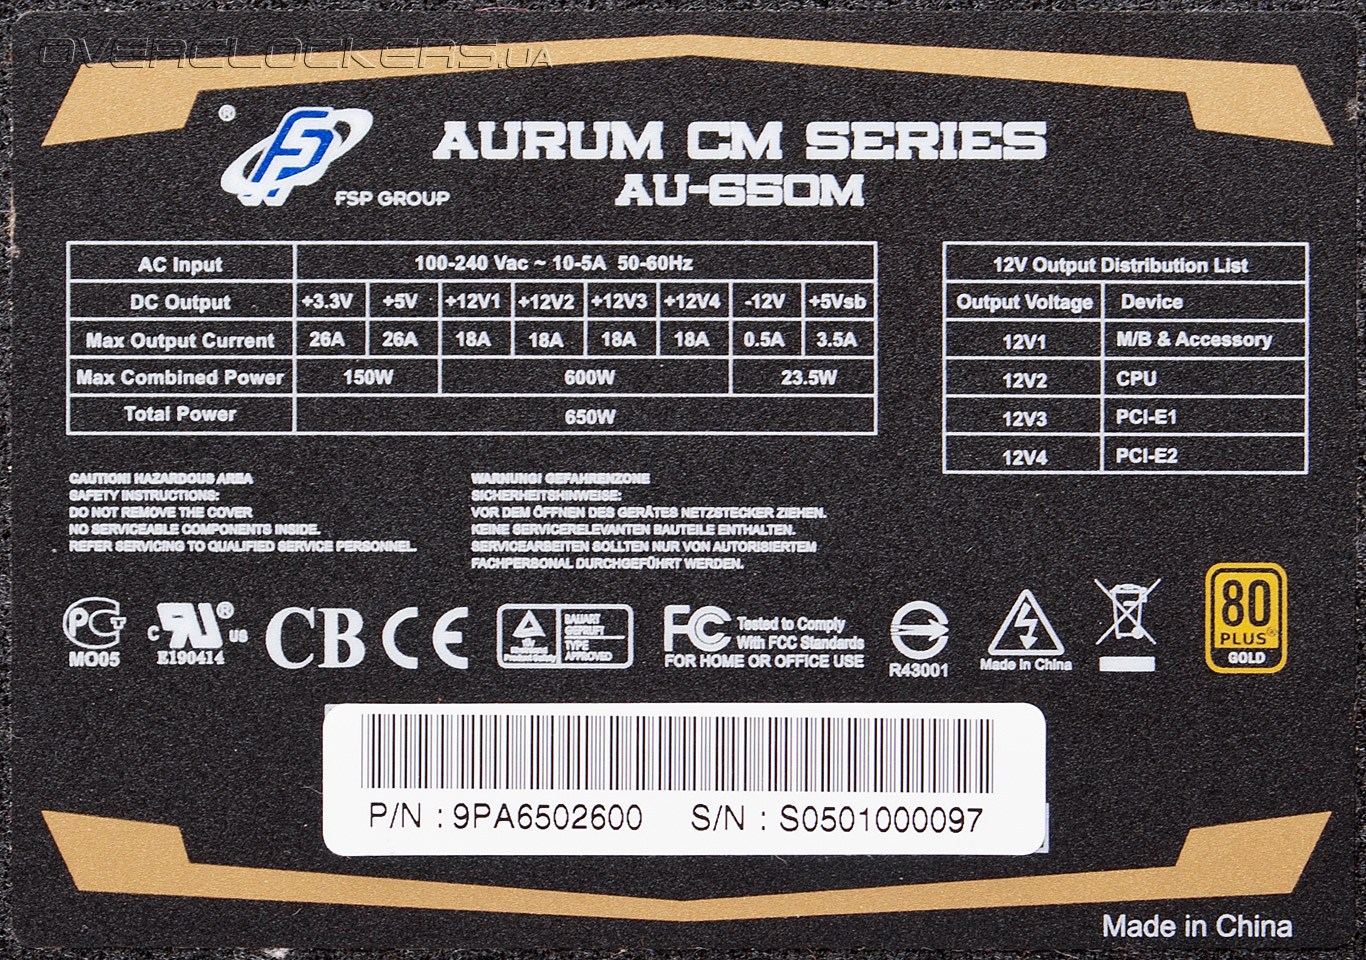 OVERCLOCKERS.UA
®
FSP GROUP
AURUM CM SERIES
AU-650M
AC Input 100-240 Vac ~ 10-5A 50-60Hz
DC Output +3.3V +5V +12V1 +12V2 +12V3 +12V4 -12V +5Vsb
Max Output Current 26A 26A 18A 18A 18A 18A 0.5A 3.5A
Max Combined Power 150W 600W 23.5W
Total Power 650W
12V Output Distribution List
Output Voltage Device
12V1 M/B & Accessory
12V2 CPU
12V3 PCI-E1
12V4 PCI-E2
CAUTION! HAZARDOUS AREA
SAFETY INSTRUCTIONS:
DO NOT REMOVE THE COVER
NO SERVICEABLE COMPONENTS INSIDE.
REFER SERVICING TO QUALIFIED SERVICE PERSONNEL.
WARNUNG! GEFAHRENZONE
SICHERHEITSHINWEISE:
VOR DEM ÖFFNEN DES GERÄTES NETZSTECKER ZIEHEN.
KEINE SERVICERELEVANTEN BAUTEILE ENTHALTEN.
SERVICEARBEITEN SOLLTEN NUR VON AUTORISIERTEM
FACHPERSONAL DURCHGEFÜHRT WERDEN.
PCT
MO05
c RU ® US
E190414
CB CE
BAUART
GEPRÜFT
TYPE
APPROVED
FC Tested to Comply
With FCC Standards
FOR HOME OR OFFICE USE
R43001
Made in China
80
PLUS®
GOLD
P/N : 9PA6502600 S/N : S0501000097
Made in China